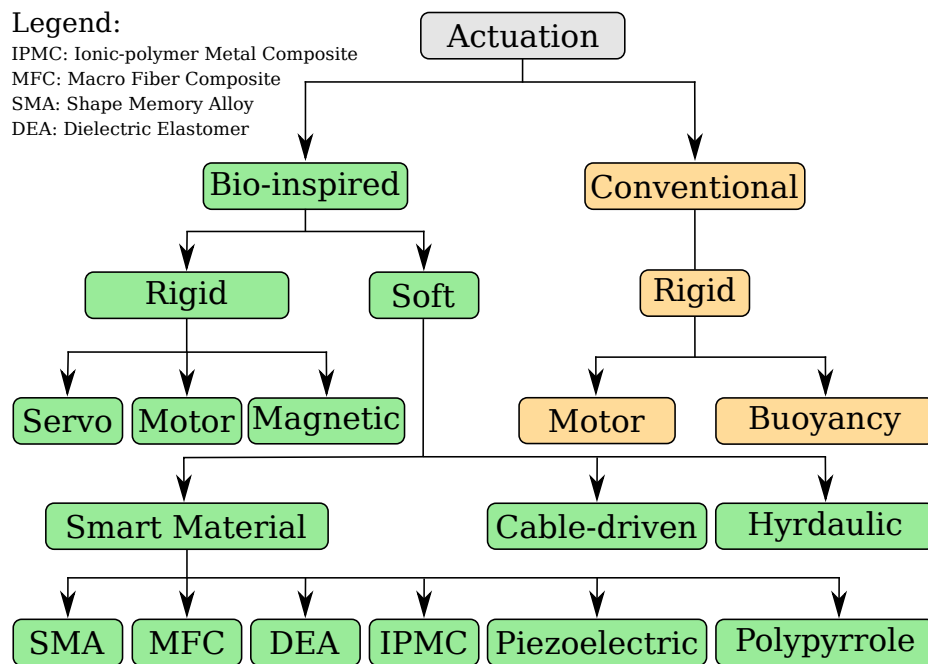 Legend:
IPMC: Ionic-polymer Metal Composite
MFC: Macro Fiber Composite
SMA: Shape Memory Alloy
DEA: Dielectric Elastomer
Actuation
Bio-inspired
Conventional
Rigid
Soft
Rigid
Servo
Motor
Magnetic
Motor
Buoyancy
Smart Material
Cable-driven
Hyrdaulic
SMA
MFC
DEA
IPMC
Piezoelectric
Polypyrrole